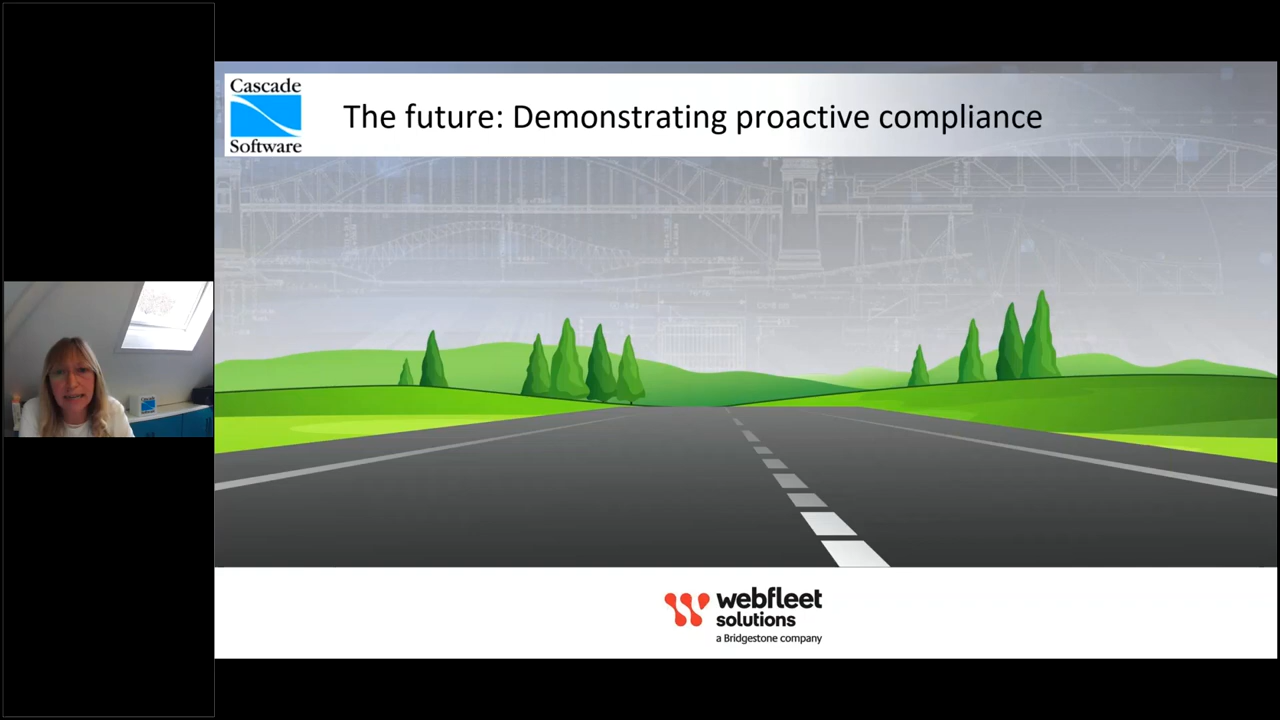 Cascade
Software
The future: Demonstrating proactive compliance
webfleet
solutions
a Bridgestone company